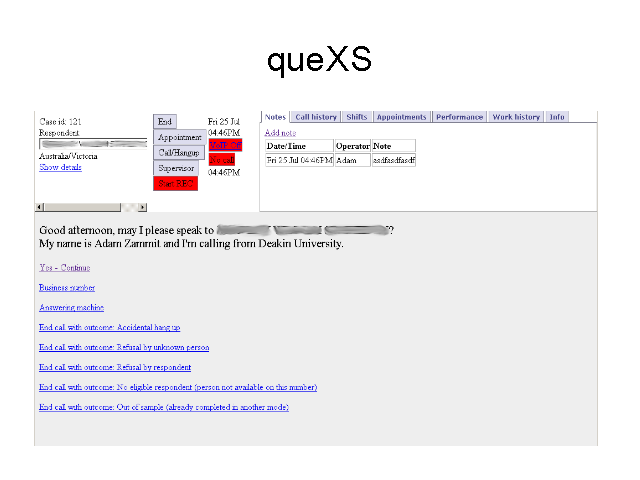 queXS
Case id: 121
Respondent
Australia/Victoria
Show details
End
Appointment
Call/Hangup
Supervisor
Start REC
Fri 25 Jul
04:46PM
No call
04:46PM
Notes Call history Shifts Appointments Performance Work history Info
Add note
Date/Time Operator Note
Fri 25 Jul 04:46PM Adam asdfasdfasdf
Good afternoon, may I please speak to ?
My name is Adam Zammit and I'm calling from Deakin University.
Yes - Continue
Business number
Answering machine
End call with outcome: Accidental hang up
End call with outcome: Refusal by unknown person
End call with outcome: Refusal by respondent
End call with outcome: No eligible respondent (person not available on this number)
End call with outcome: Out of sample (already completed in another mode)